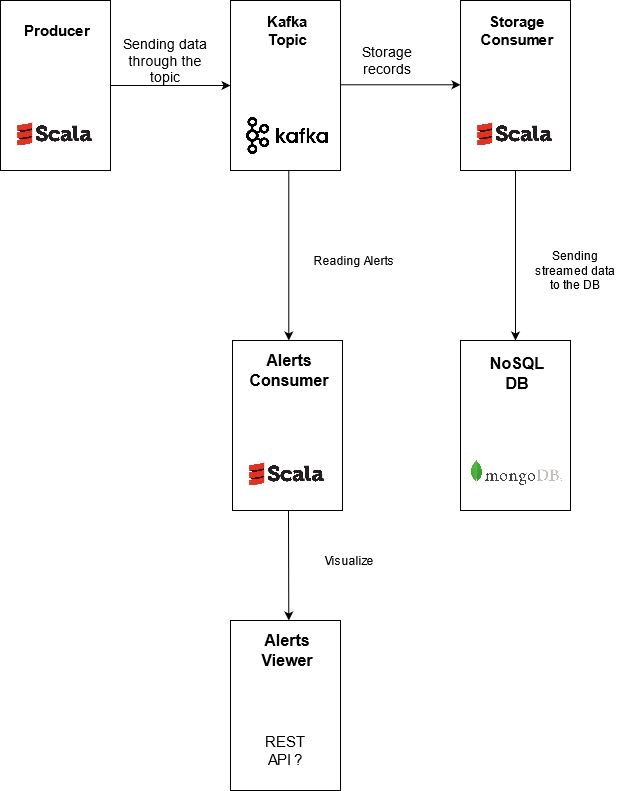 Producer
Sending data
through the
topic
Kafka
Topic
Storage
records
Storage
Consumer
Scala
kafka
Scala
Reading Alerts
Sending
streamed data
to the DB
Alerts
Consumer
NoSQL
DB
Scala
mongoDB
Visualize
Alerts
Viewer
REST
API ?